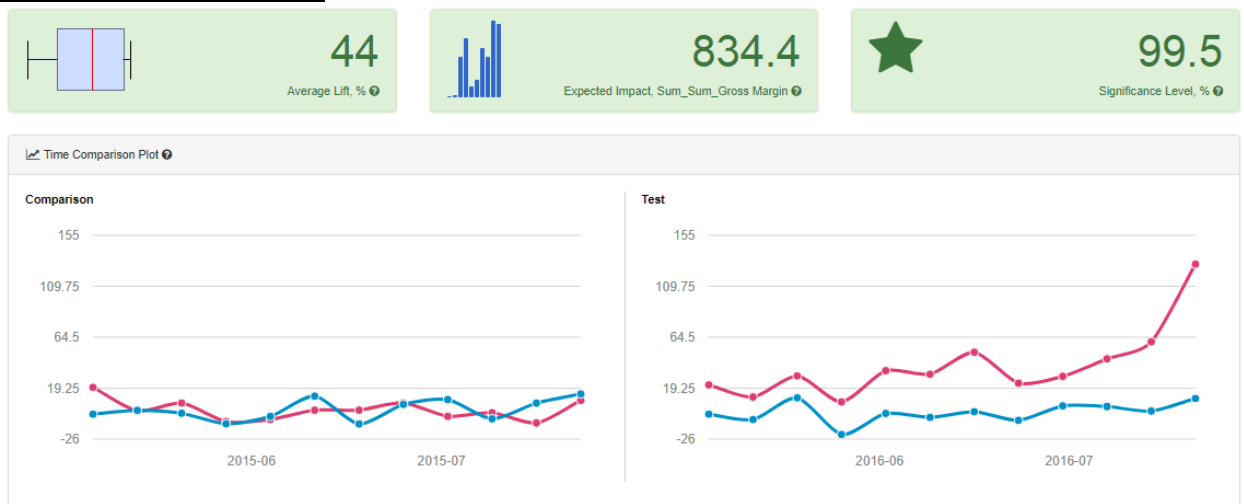 44
Average Lift, %
834.4
Expected Impact, Sum_Sum_Gross Margin
99.5
Significance Level, %
Time Comparison Plot
Comparison
155
109.75
64.5
19.25
-26
2015-06 2015-07
Test
155
109.75
64.5
19.25
-26
2016-06 2016-07